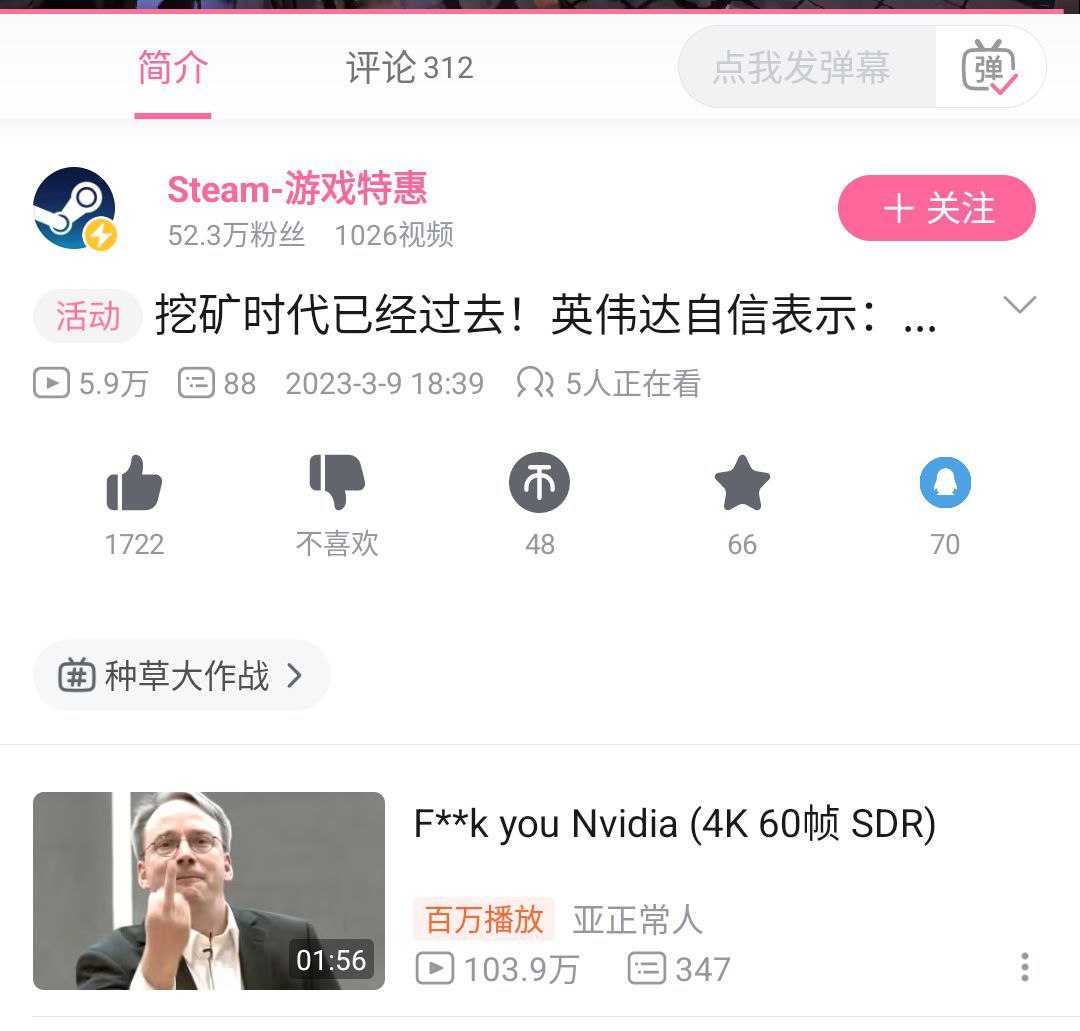 简介
评论 312
点我发弹幕
弹
Steam-游戏特惠
52.3万粉丝 1026视频
关注
活动 挖矿时代已经过去！英伟达自信表示：...
5.9万 88 2023-3-9 18:39 5人正在看
1722 不喜欢 48 66 70
种草大作战
F**k you Nvidia (4K 60帧 SDR)
百万播放 亚正常人
01:56
103.9万 347